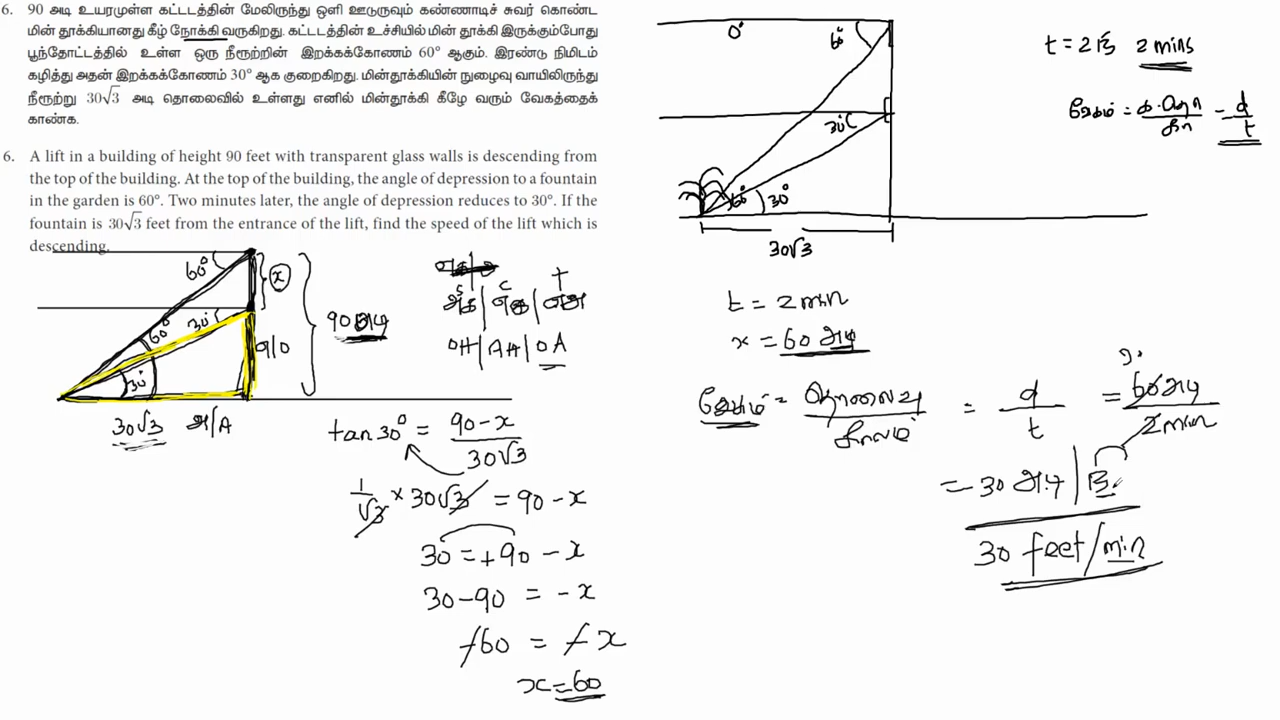 6. 90 அடி உயரமுள்ள கட்டடத்தின் மேலிருந்து ஒளி ஊடுருவும் கண்ணாடிச் சுவர் கொண்ட
மின் தூக்கியானது கீழ் நோக்கி வருகிறது. கட்டடத்தின் உச்சியில் மின் தூக்கி இருக்கும்போது
பூந்தோட்டத்தில் உள்ள ஒரு நீரூற்றின் இறக்கக்கோணம் 60° ஆகும். இரண்டு நிமிடம்
கழித்து அதன் இறக்கக்கோணம் 30° ஆக குறைகிறது. மின்தூக்கியின் நுழைவு வாயிலிருந்து
நீரூற்று 30√3 அடி தொலைவில் உள்ளது எனில் மின்தூக்கி கீழே வரும் வேகத்தைக்
காண்க.
6. A lift in a building of height 90 feet with transparent glass walls is descending from
the top of the building. At the top of the building, the angle of depression to a fountain
in the garden is 60°. Two minutes later, the angle of depression reduces to 30°. If the
fountain is 30√3 feet from the entrance of the lift, find the speed of the lift which is
descending.
60°
x
30°
60°
90 அடி
30°
30√3 அ/A
S C T
OH/AH/OA
tan30° = 90-x/30√3
1/√3 × 30√3 = 90-x
30 = +90-x
30-90 = -x
-60 = -x
x = 60
0°
60°
30°
60° 30°
30√3
t = 2 நி 2 mins
வேகம் = = d/t
t = 2 min
x = 60 அடி
வேகம் = தொலைவு/காலம் = d/t = 60 அடி/2 min
= 30 அடி/நி
30 feet/min